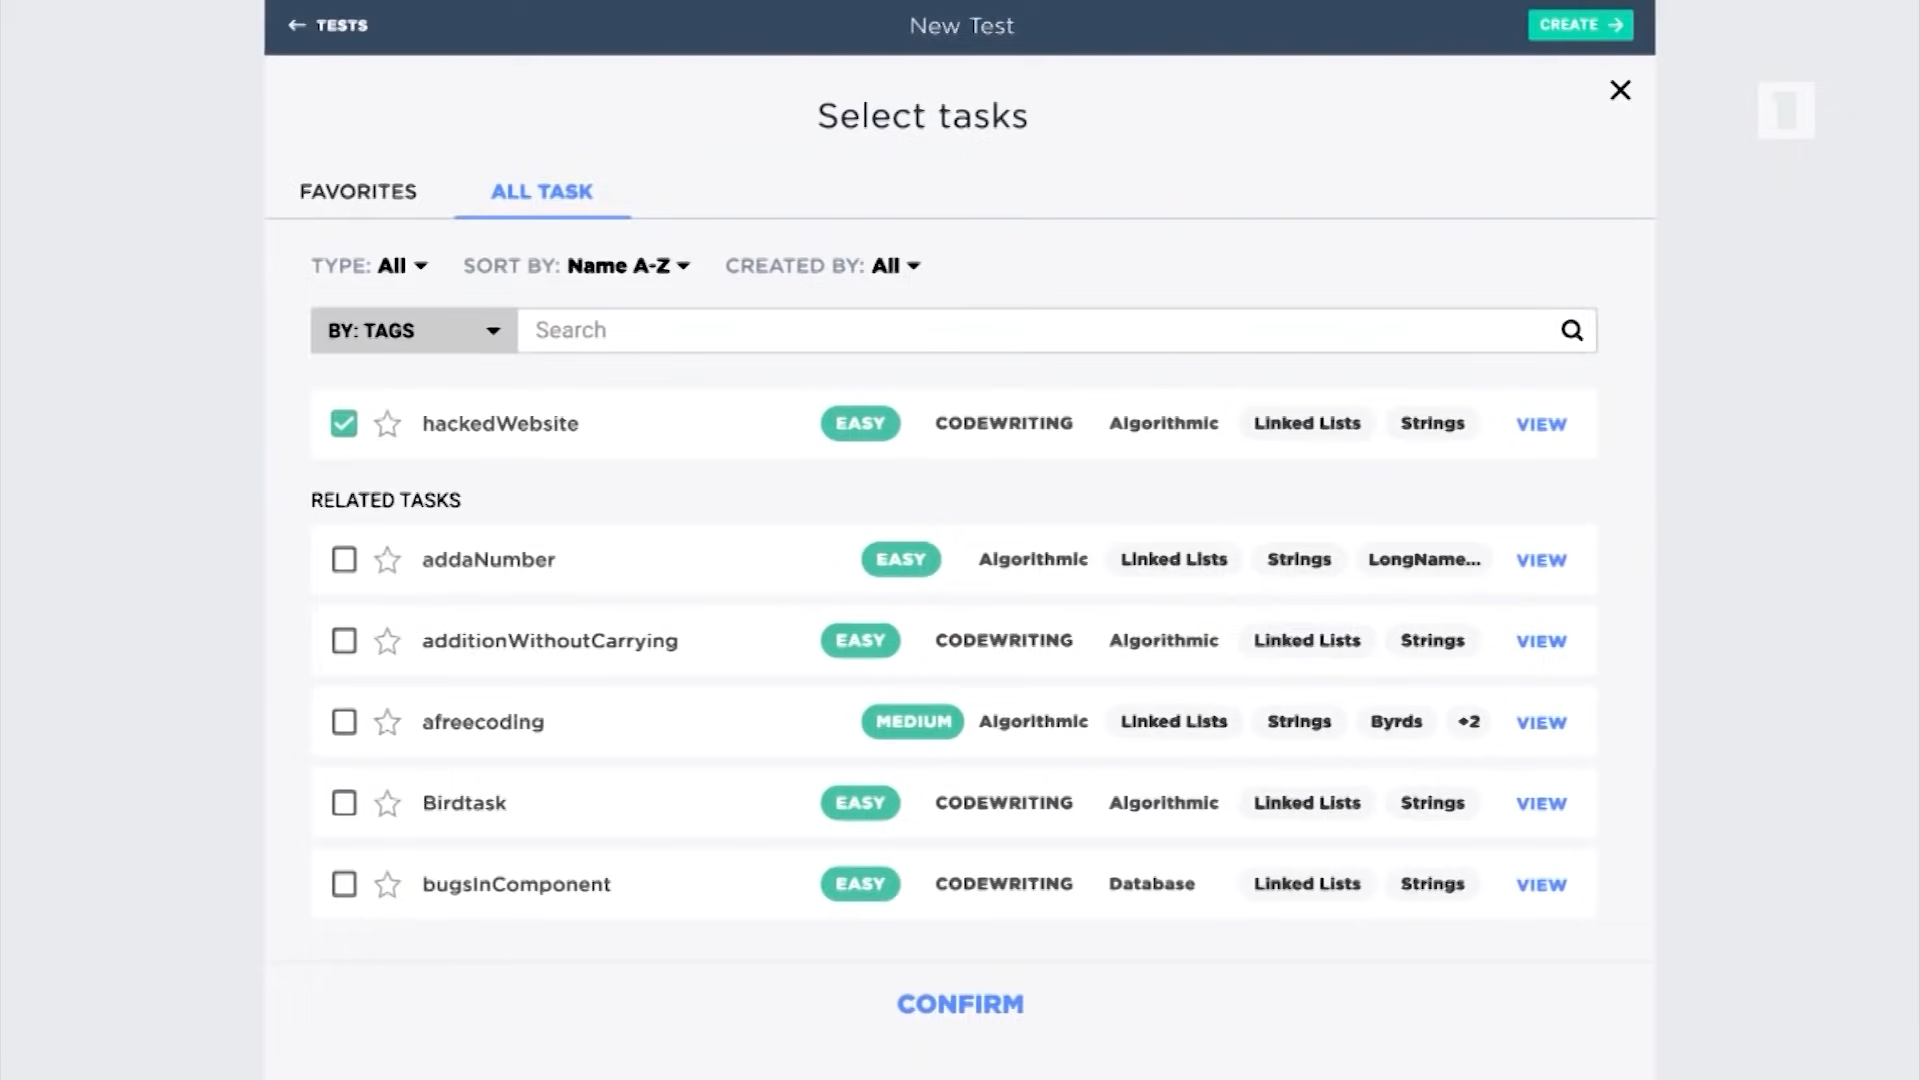 ← TESTS New Test CREATE →
Select tasks
FAVORITES ALL TASK
TYPE: All SORT BY: Name A-Z CREATED BY: All
BY: TAGS Search
hackedWebsite EASY CODEWRITING Algorithmic Linked Lists Strings VIEW
RELATED TASKS
addaNumber EASY Algorithmic Linked Lists Strings LongName... VIEW
additionWithoutCarrying EASY CODEWRITING Algorithmic Linked Lists Strings VIEW
afreecoding MEDIUM Algorithmic Linked Lists Strings Byrds +2 VIEW
Birdtask EASY CODEWRITING Algorithmic Linked Lists Strings VIEW
bugsInComponent EASY CODEWRITING Database Linked Lists Strings VIEW
CONFIRM
1